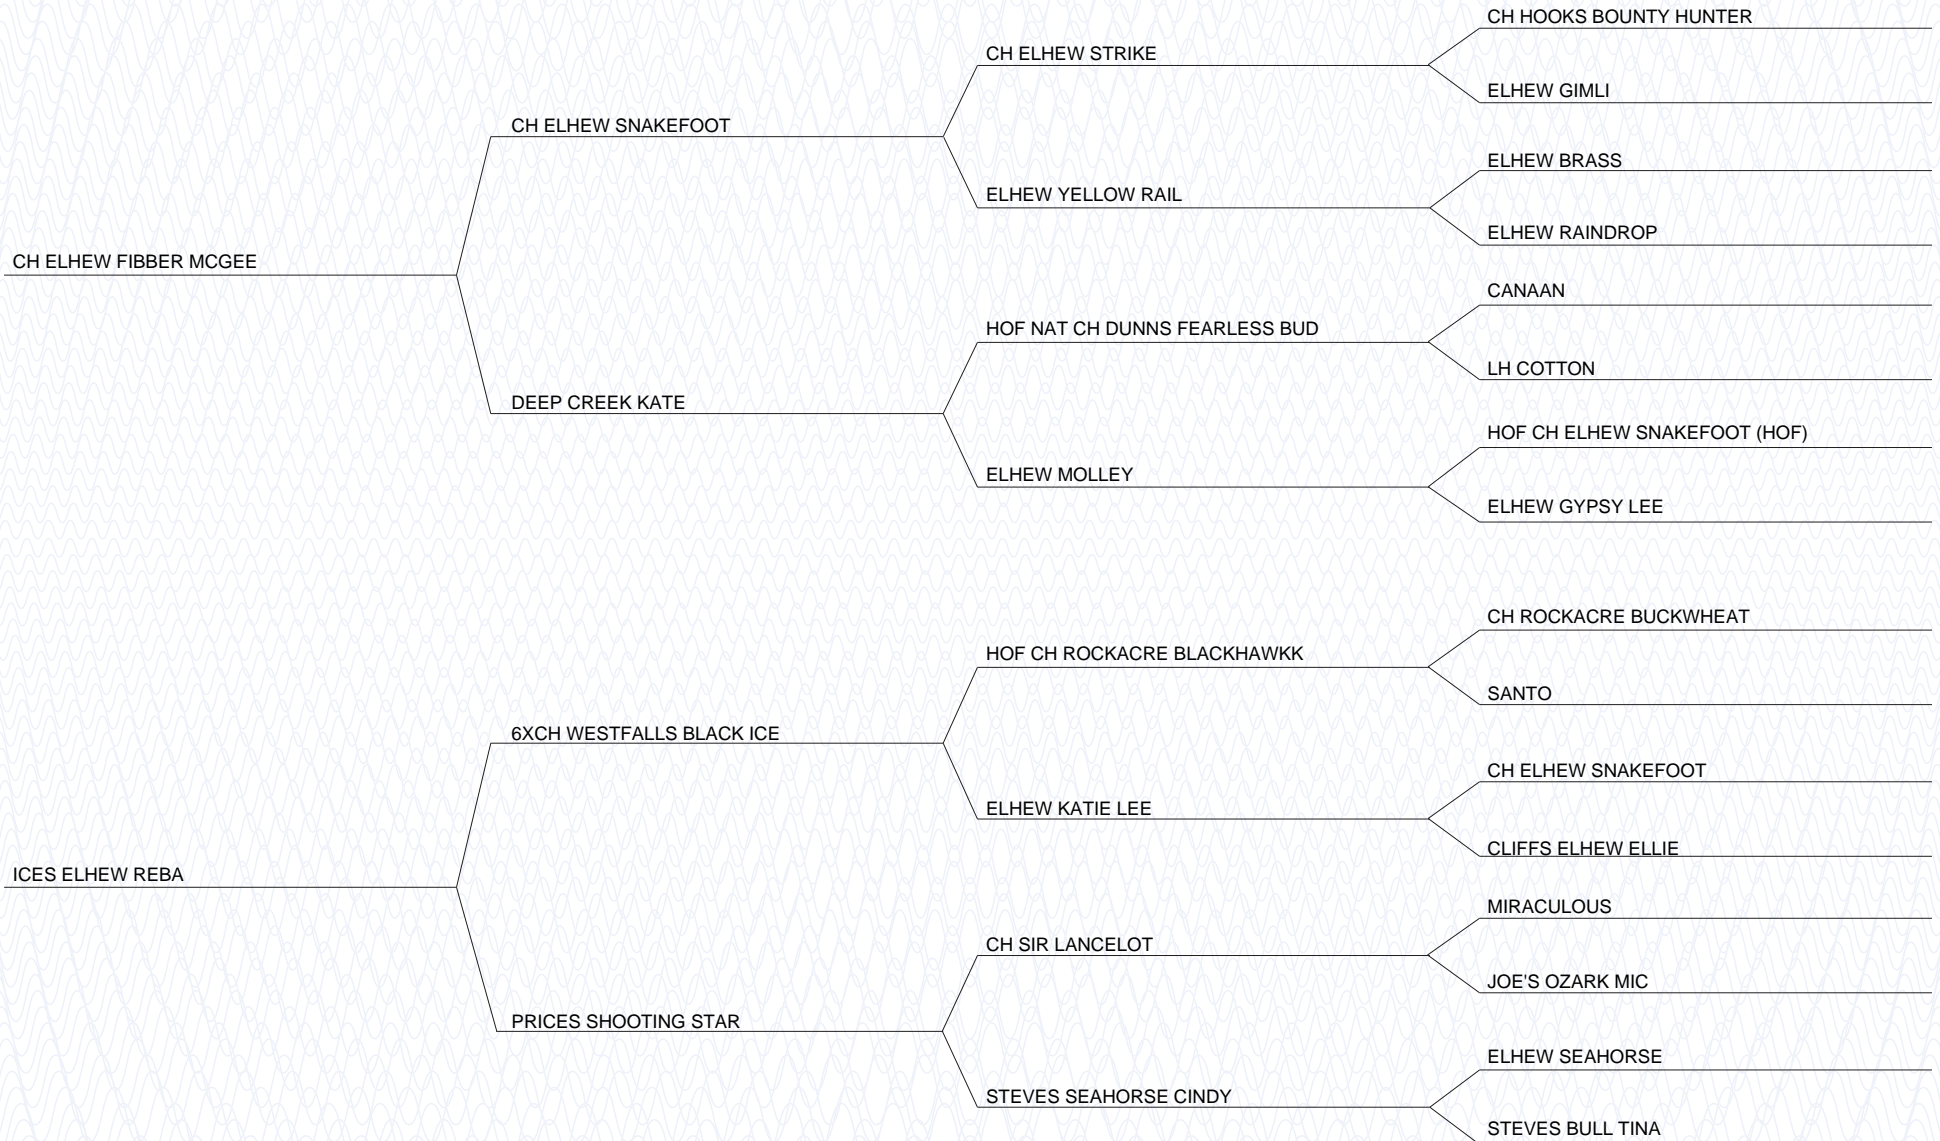 CH HOOKS BOUNTY HUNTER
CH ELHEW STRIKE
ELHEW GIMLI
CH ELHEW SNAKEFOOT
ELHEW BRASS
ELHEW YELLOW RAIL
ELHEW RAINDROP
CH ELHEW FIBBER MCGEE
CANAAN
HOF NAT CH DUNNS FEARLESS BUD
LH COTTON
DEEP CREEK KATE
HOF CH ELHEW SNAKEFOOT (HOF)
ELHEW MOLLEY
ELHEW GYPSY LEE
CH ROCKACRE BUCKWHEAT
HOF CH ROCKACRE BLACKHAWKK
SANTO
6XCH WESTFALLS BLACK ICE
CH ELHEW SNAKEFOOT
ELHEW KATIE LEE
CLIFFS ELHEW ELLIE
ICES ELHEW REBA
MIRACULOUS
CH SIR LANCELOT
JOE'S OZARK MIC
PRICES SHOOTING STAR
ELHEW SEAHORSE
STEVES SEAHORSE CINDY
STEVES BULL TINA